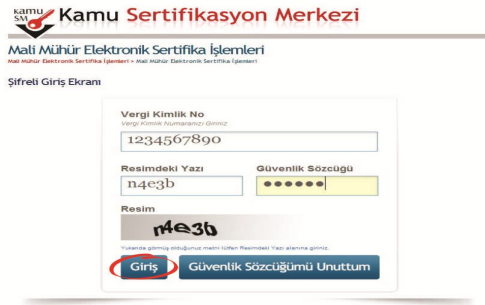 Kamu SM Kamu Sertifikasyon Merkezi
Mali Mühür Elektronik Sertifika İşlemleri
Mali Mühür Elektronik Sertifika İşlemleri • Mali Mühür Elektronik Sertifika İşlemleri
Şifreli Giriş Ekranı
Vergi Kimlik No
Vergi Kimlik Numaranızı Giriniz
1234567890
Resimdeki Yazı Güvenlik Sözcüğü
n4e3b ●●●●●●
Resim
n4e3b
Yukarıda görmüş olduğunuz metni lütfen Resimdeki Yazı alanına giriniz.
Giriş Güvenlik Sözcüğümü Unuttum